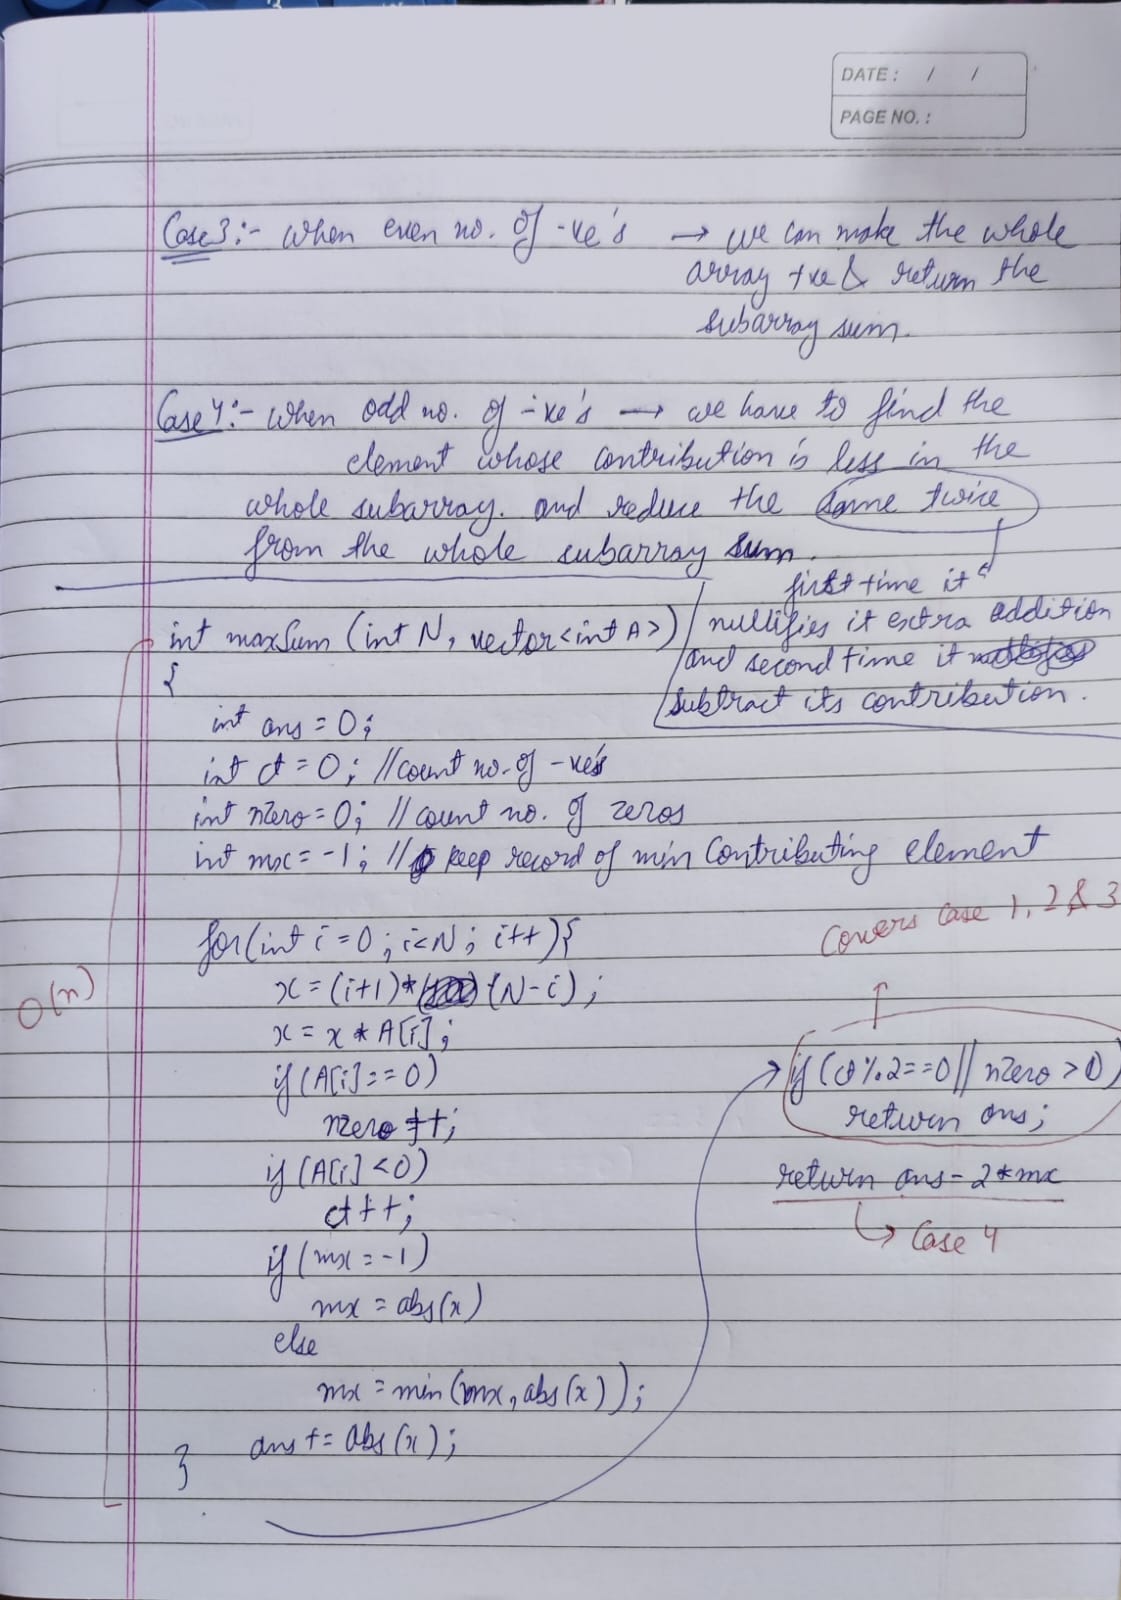 DATE: / /
PAGE NO.:
Case 3:- When even no. of -ve's → we can make the whole
array +ve & return the
subarray sum.
Case 4:- When odd no. of -ve's → we have to find the
element whose contribution is less in the
whole subarray. and reduce the same twice
from the whole subarray sum.
first time it
nullifies it extra addition
and second time it
subtract its contribution.
int maxSum (int N, vector<int A>)
{
int ans = 0;
int ct = 0; //count no. of -ve's
int nzero = 0; // count no. of zeros
int mx = -1; // keep record of min contributing element
for(int i = 0; i<N; i++){
x = (i+1)* (N-i);
x = x * A[i];
if (A[i]==0)
nzero ++;
if (A[i] <0)
ct ++;
if (mx = -1)
mx = abs(x)
else
mx = min(mx, abs(x));
ans += abs(x);
}
O(n)
Covers Case 1, 2 & 3
if (ct%2==0 || nzero >0)
return ans;
return ans - 2*mx
Case 4